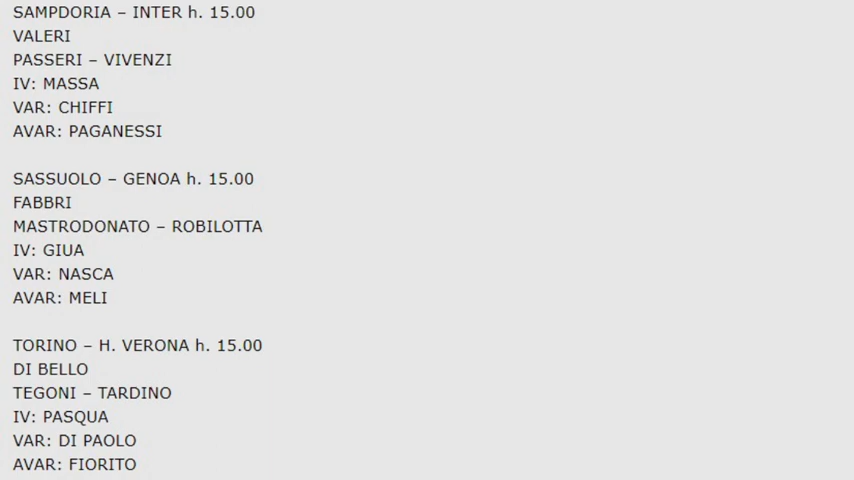 SAMPDORIA – INTER h. 15.00
VALERI
PASSERI – VIVENZI
IV: MASSA
VAR: CHIFFI
AVAR: PAGANESSI
SASSUOLO – GENOA h. 15.00
FABBRI
MASTRODONATO – ROBILOTTA
IV: GIUA
VAR: NASCA
AVAR: MELI
TORINO – H. VERONA h. 15.00
DI BELLO
TEGONI – TARDINO
IV: PASQUA
VAR: DI PAOLO
AVAR: FIORITO